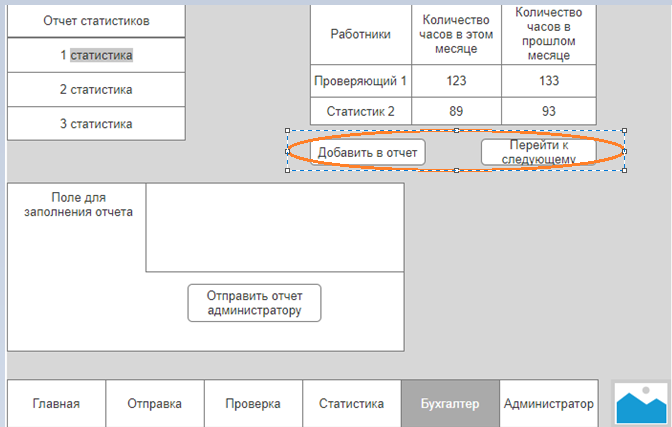 Отчет статистиков
1 статистика
2 статистика
3 статистика
Работники
Количество
часов в этом
месяце
Количество
часов в
прошлом
месяце
Проверяющий 1
123
133
Статистик 2
89
93
Добавить в отчет
Перейти к
следующему
Поле для
заполнения отчета
Отправить отчет
администратору
Главная
Отправка
Проверка
Статистика
Бухгалтер
Администратор